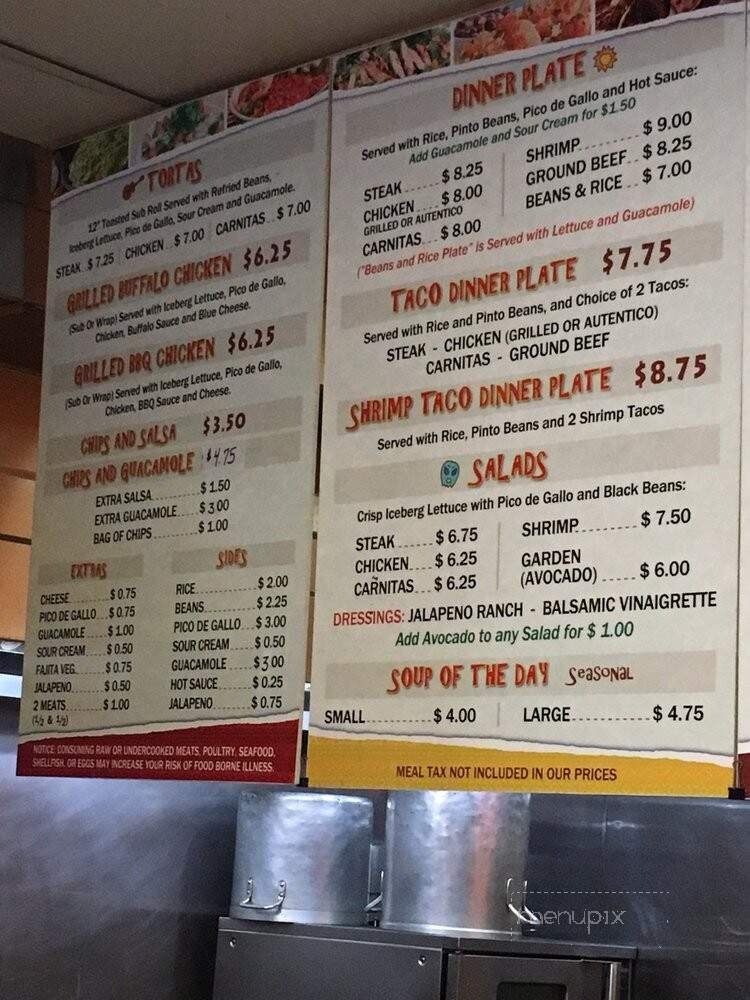 TORTAS
12" Toasted Sub Roll Served with Refried Beans,
Iceberg Lettuce, Pico de Gallo, Sour Cream and Guacamole.
STEAK $ 7.25 | CHICKEN $ 7.00 | CARNITAS $ 7.00
GRILLED BUFFALO CHICKEN $6.25
(Sub Or Wrap) Served with Iceberg Lettuce, Pico de Gallo,
Chicken, Buffalo Sauce and Blue Cheese.
GRILLED BBQ CHICKEN $6.25
(Sub Or Wrap) Served with Iceberg Lettuce, Pico de Gallo,
Chicken, BBQ Sauce and Cheese.
CHIPS AND SALSA $3.50
CHIPS AND GUACAMOLE $4.75
EXTRA SALSA $ 1.50
EXTRA GUACAMOLE $ 3.00
BAG OF CHIPS $ 1.00
EXTRAS
CHEESE $ 0.75
PICO DE GALLO $ 0.75
GUACAMOLE $ 1.00
SOUR CREAM $ 0.50
FAJITA VEG. $ 0.75
JALAPENO $ 0.50
2 MEATS $ 1.00
(1/2 & 1/2)
SIDES
RICE $ 2.00
BEANS $ 2.25
PICO DE GALLO $ 3.00
SOUR CREAM $ 0.50
GUACAMOLE $ 3.00
HOT SAUCE $ 0.25
JALAPENO $ 0.75
NOTICE: CONSUMING RAW OR UNDERCOOKED MEATS, POULTRY, SEAFOOD,
SHELLFISH, OR EGGS MAY INCREASE YOUR RISK OF FOOD BORNE ILLNESS.
DINNER PLATE
Served with Rice, Pinto Beans, Pico de Gallo and Hot Sauce:
Add Guacamole and Sour Cream for $1.50
STEAK $ 8.25
CHICKEN $ 8.00
GRILLED OR AUTENTICO
CARNITAS $ 8.00
SHRIMP $ 9.00
GROUND BEEF $ 8.25
BEANS & RICE $ 7.00
("Beans and Rice Plate" is Served with Lettuce and Guacamole)
TACO DINNER PLATE $7.75
Served with Rice and Pinto Beans, and Choice of 2 Tacos:
STEAK - CHICKEN (GRILLED OR AUTENTICO)
CARNITAS - GROUND BEEF
SHRIMP TACO DINNER PLATE $8.75
Served with Rice, Pinto Beans and 2 Shrimp Tacos
SALADS
Crisp Iceberg Lettuce with Pico de Gallo and Black Beans:
STEAK $ 6.75
CHICKEN $ 6.25
CARÑITAS $ 6.25
SHRIMP $ 7.50
GARDEN
(AVOCADO) $ 6.00
DRESSINGS: JALAPENO RANCH - BALSAMIC VINAIGRETTE
Add Avocado to any Salad for $ 1.00
SOUP OF THE DAY SeaSONAL
SMALL $ 4.00 | LARGE $ 4.75
MEAL TAX NOT INCLUDED IN OUR PRICES
menupix